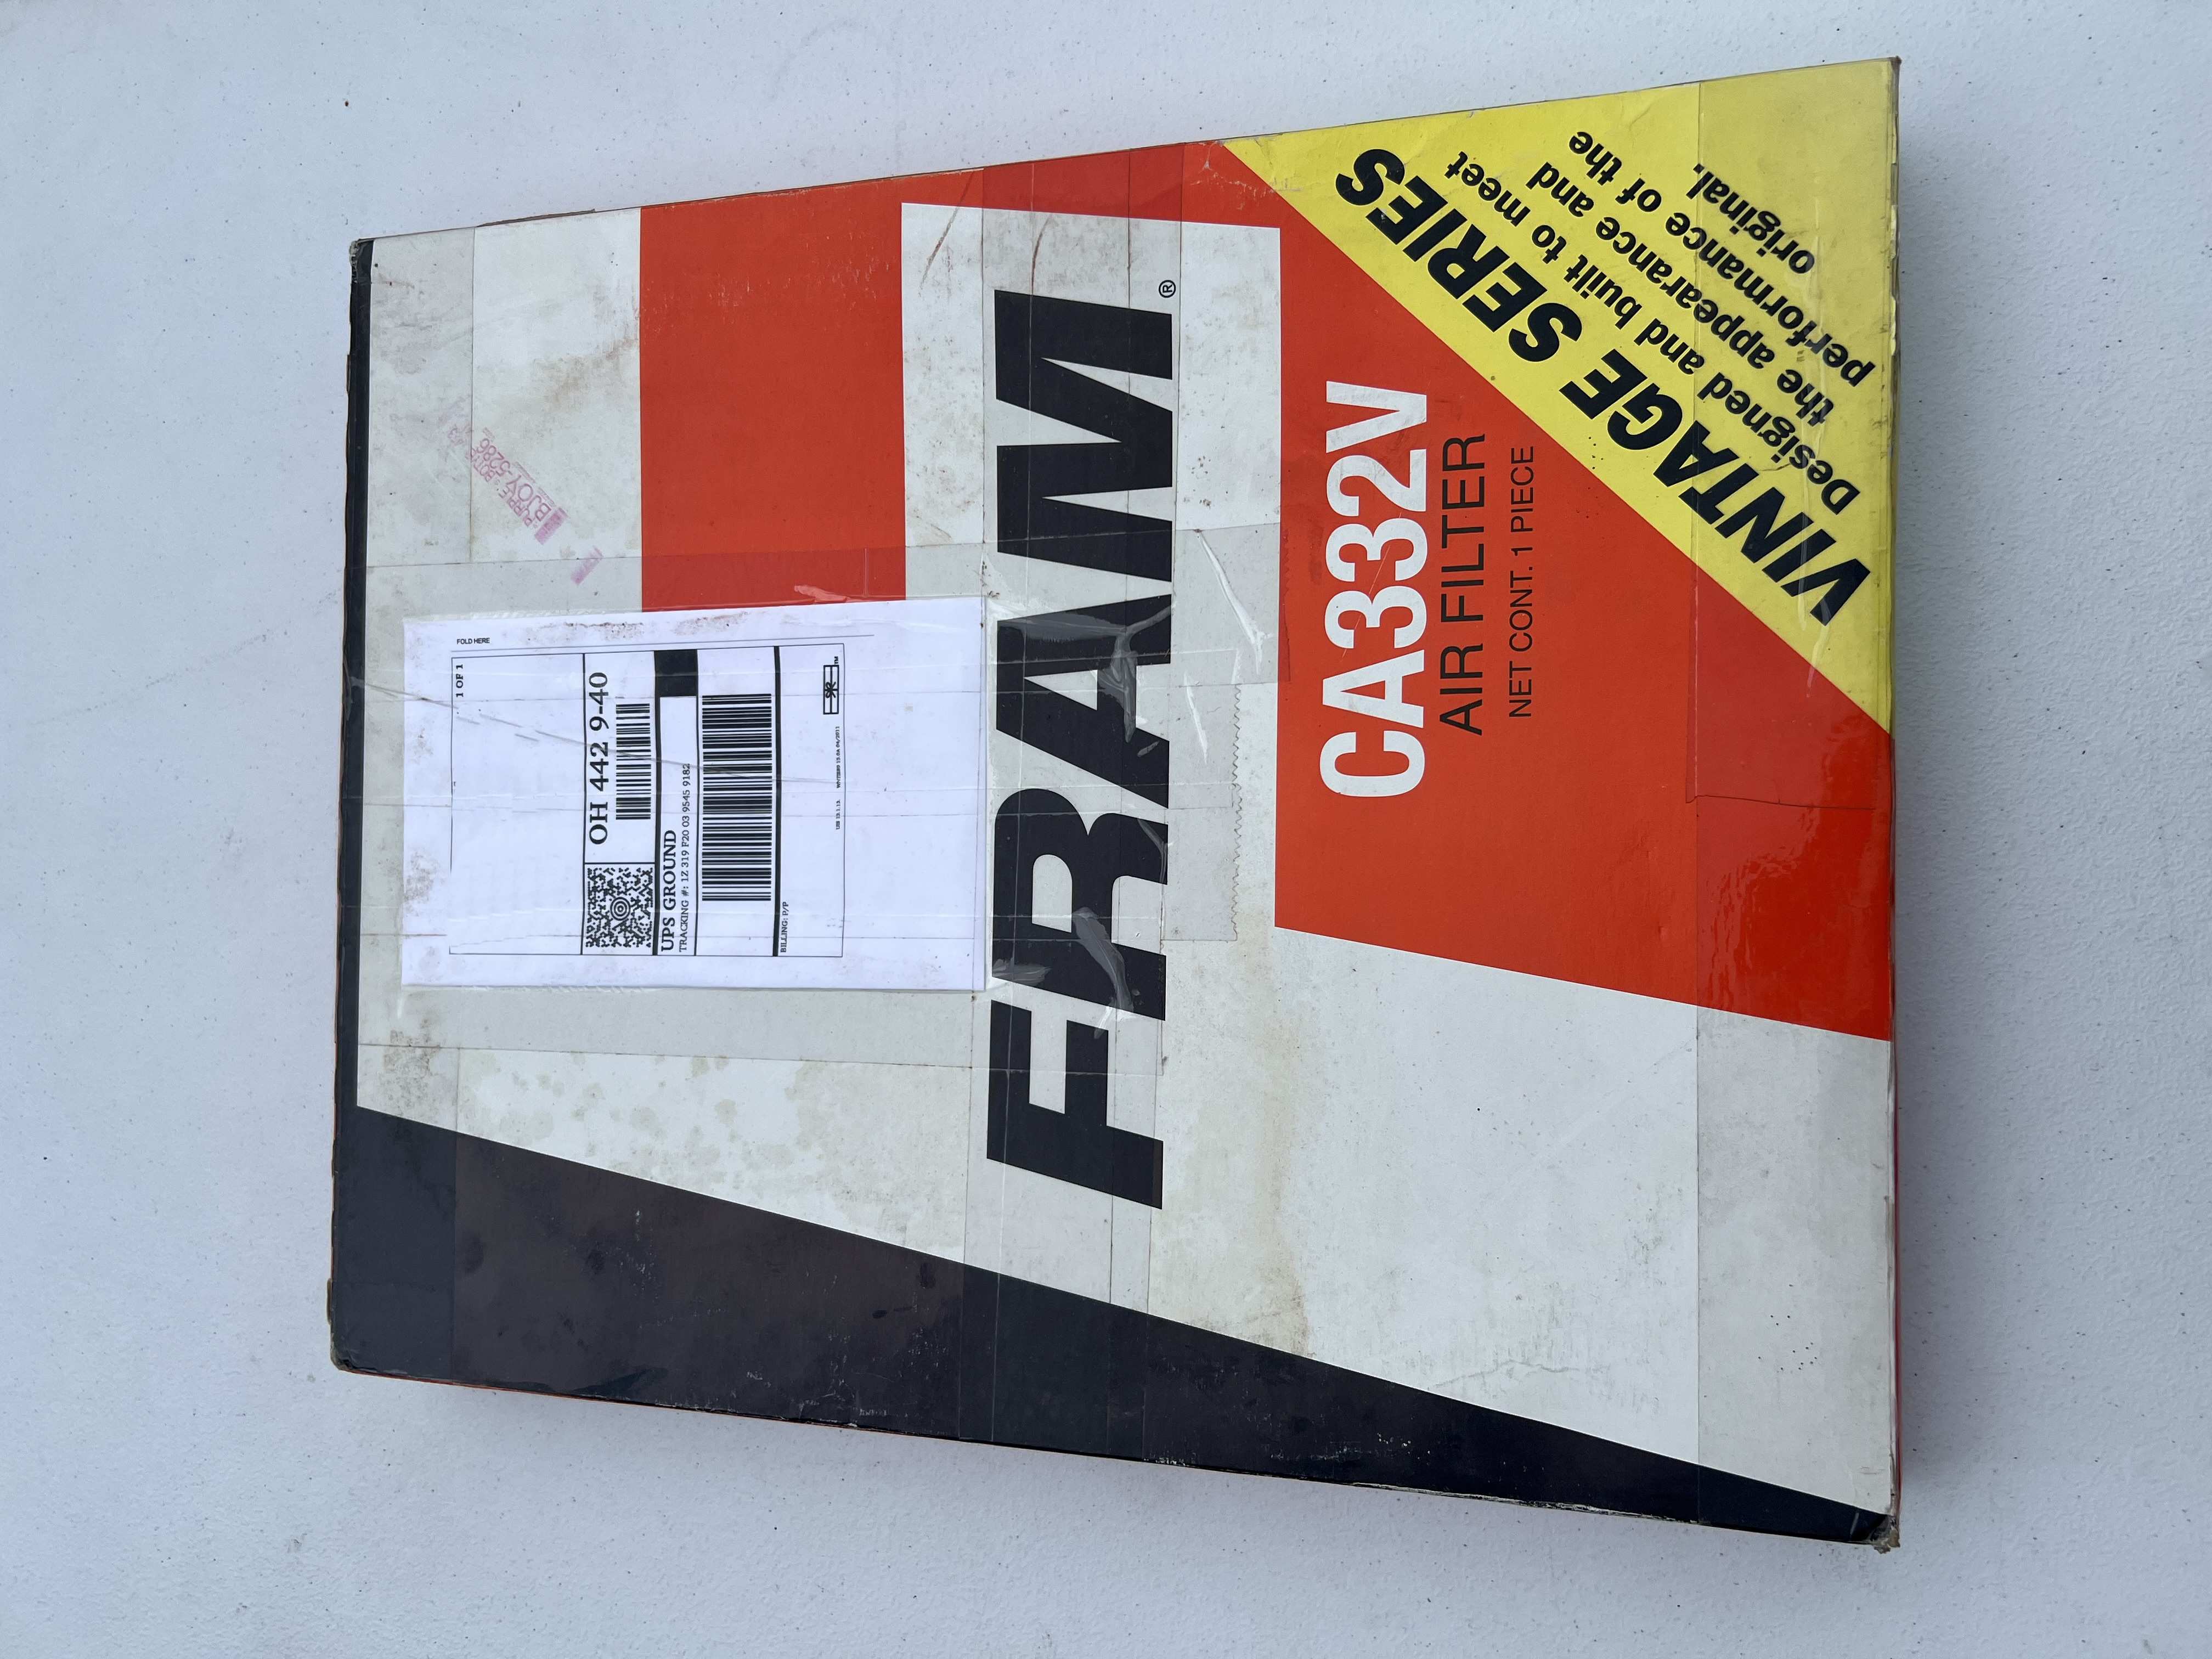 1 OF 1
FOLD HERE
OH 442 9-40
UPS GROUND
TRACKING #: 1Z 319 F20 03 9545 9182
BILLING: P/P
BJOY-5286
FRAM®
CA332V
AIR FILTER
NET CONT. 1 PIECE
VINTAGE SERIES
Designed and built to meet
the appearance and
performance of the
original.